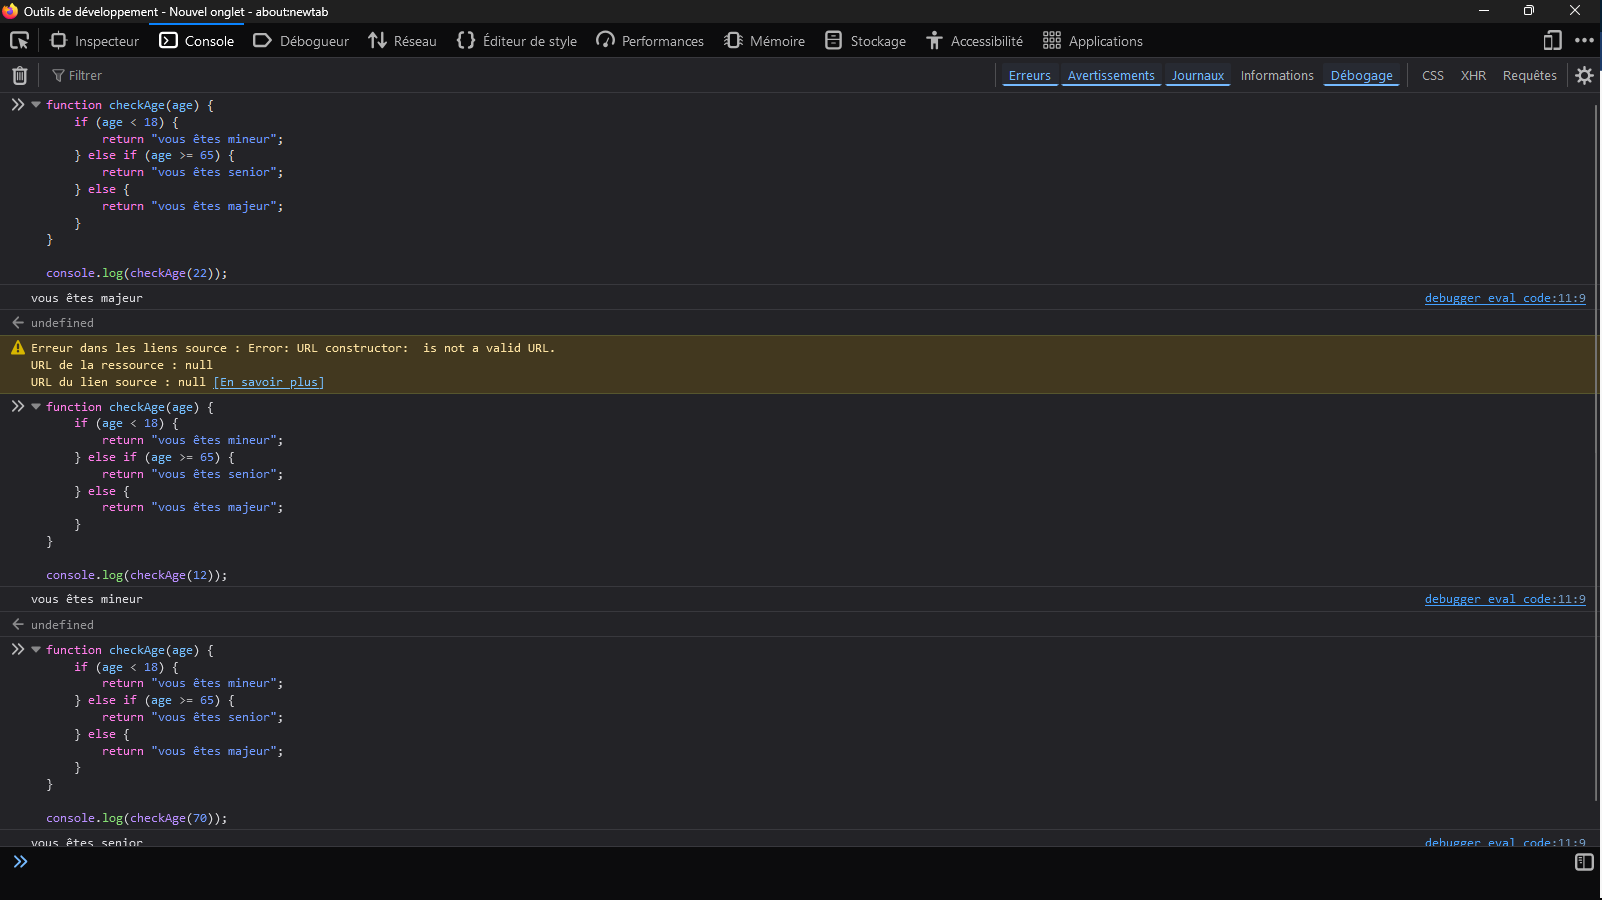 Outils de développement - Nouvel onglet - about:newtab
Inspecteur Console Débogueur Réseau Éditeur de style Performances Mémoire Stockage Accessibilité Applications
Filtrer Erreurs Avertissements Journaux Informations Débogage CSS XHR Requêtes
function checkAge(age) {
    if (age < 18) {
        return "vous êtes mineur";
    } else if (age >= 65) {
        return "vous êtes senior";
    } else {
        return "vous êtes majeur";
    }
}
console.log(checkAge(22));
vous êtes majeur debugger eval code:11:9
undefined
Erreur dans les liens source : Error: URL constructor:  is not a valid URL.
URL de la ressource : null
URL du lien source : null [En savoir plus]
function checkAge(age) {
    if (age < 18) {
        return "vous êtes mineur";
    } else if (age >= 65) {
        return "vous êtes senior";
    } else {
        return "vous êtes majeur";
    }
}
console.log(checkAge(12));
vous êtes mineur debugger eval code:11:9
undefined
function checkAge(age) {
    if (age < 18) {
        return "vous êtes mineur";
    } else if (age >= 65) {
        return "vous êtes senior";
    } else {
        return "vous êtes majeur";
    }
}
console.log(checkAge(70));
vous êtes senior debugger eval code:11:9